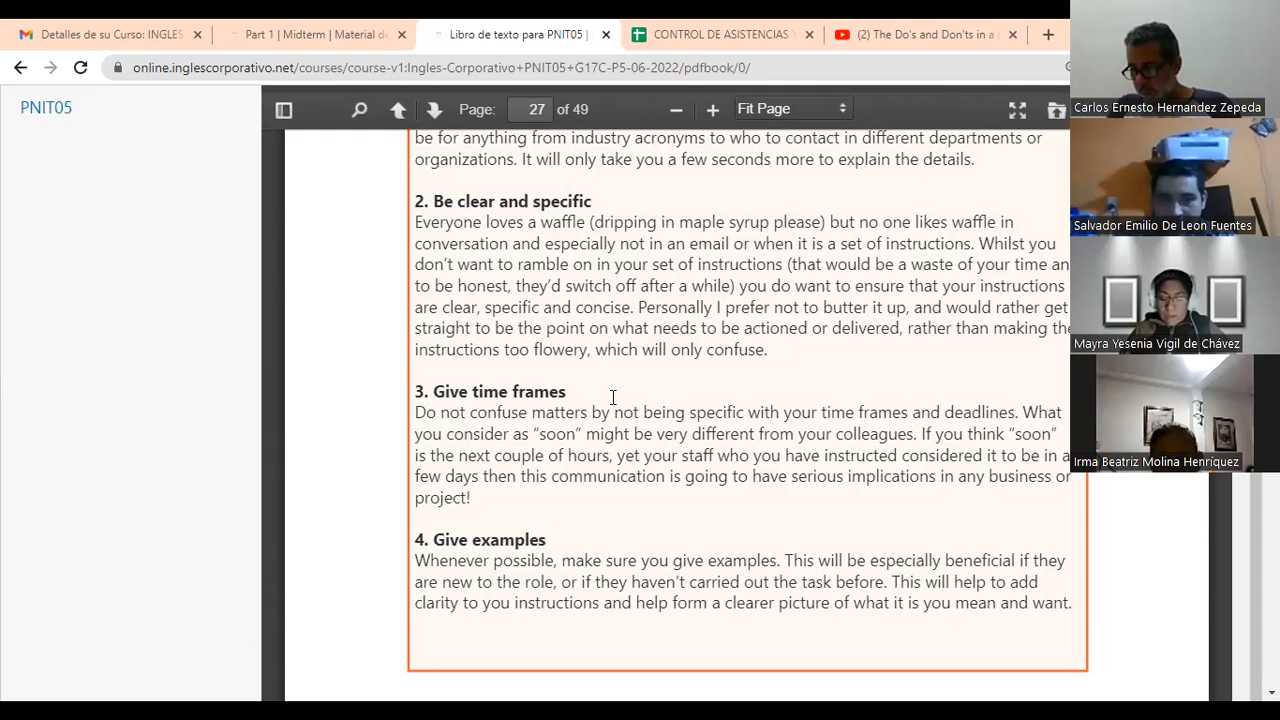 Detalles de su Curso: INGLES
Part 1 | Midterm | Material de
Libro de texto para PNIT05 |
CONTROL DE ASISTENCIAS
(2) The Do's and Don'ts in a
online.inglescorporativo.net/courses/course-v1:Ingles-Corporativo+PNIT05+G17C-P5-06-2022/pdfbook/0/
PNIT05
Page: 27 of 49
Fit Page
be for anything from industry acronyms to who to contact in different departments or
organizations. It will only take you a few seconds more to explain the details.
2. Be clear and specific
Everyone loves a waffle (dripping in maple syrup please) but no one likes waffle in
conversation and especially not in an email or when it is a set of instructions. Whilst you
don't want to ramble on in your set of instructions (that would be a waste of your time an
to be honest, they'd switch off after a while) you do want to ensure that your instructions
are clear, specific and concise. Personally I prefer not to butter it up, and would rather get
straight to be the point on what needs to be actioned or delivered, rather than making the
instructions too flowery, which will only confuse.
3. Give time frames
Do not confuse matters by not being specific with your time frames and deadlines. What
you consider as “soon” might be very different from your colleagues. If you think “soon”
is the next couple of hours, yet your staff who you have instructed considered it to be in a
few days then this communication is going to have serious implications in any business or
project!
4. Give examples
Whenever possible, make sure you give examples. This will be especially beneficial if they
are new to the role, or if they haven't carried out the task before. This will help to add
clarity to you instructions and help form a clearer picture of what it is you mean and want.
Carlos Ernesto Hernandez Zepeda
Salvador Emilio De Leon Fuentes
Mayra Yesenia Vigil de Chávez
Irma Beatriz Molina Henríquez